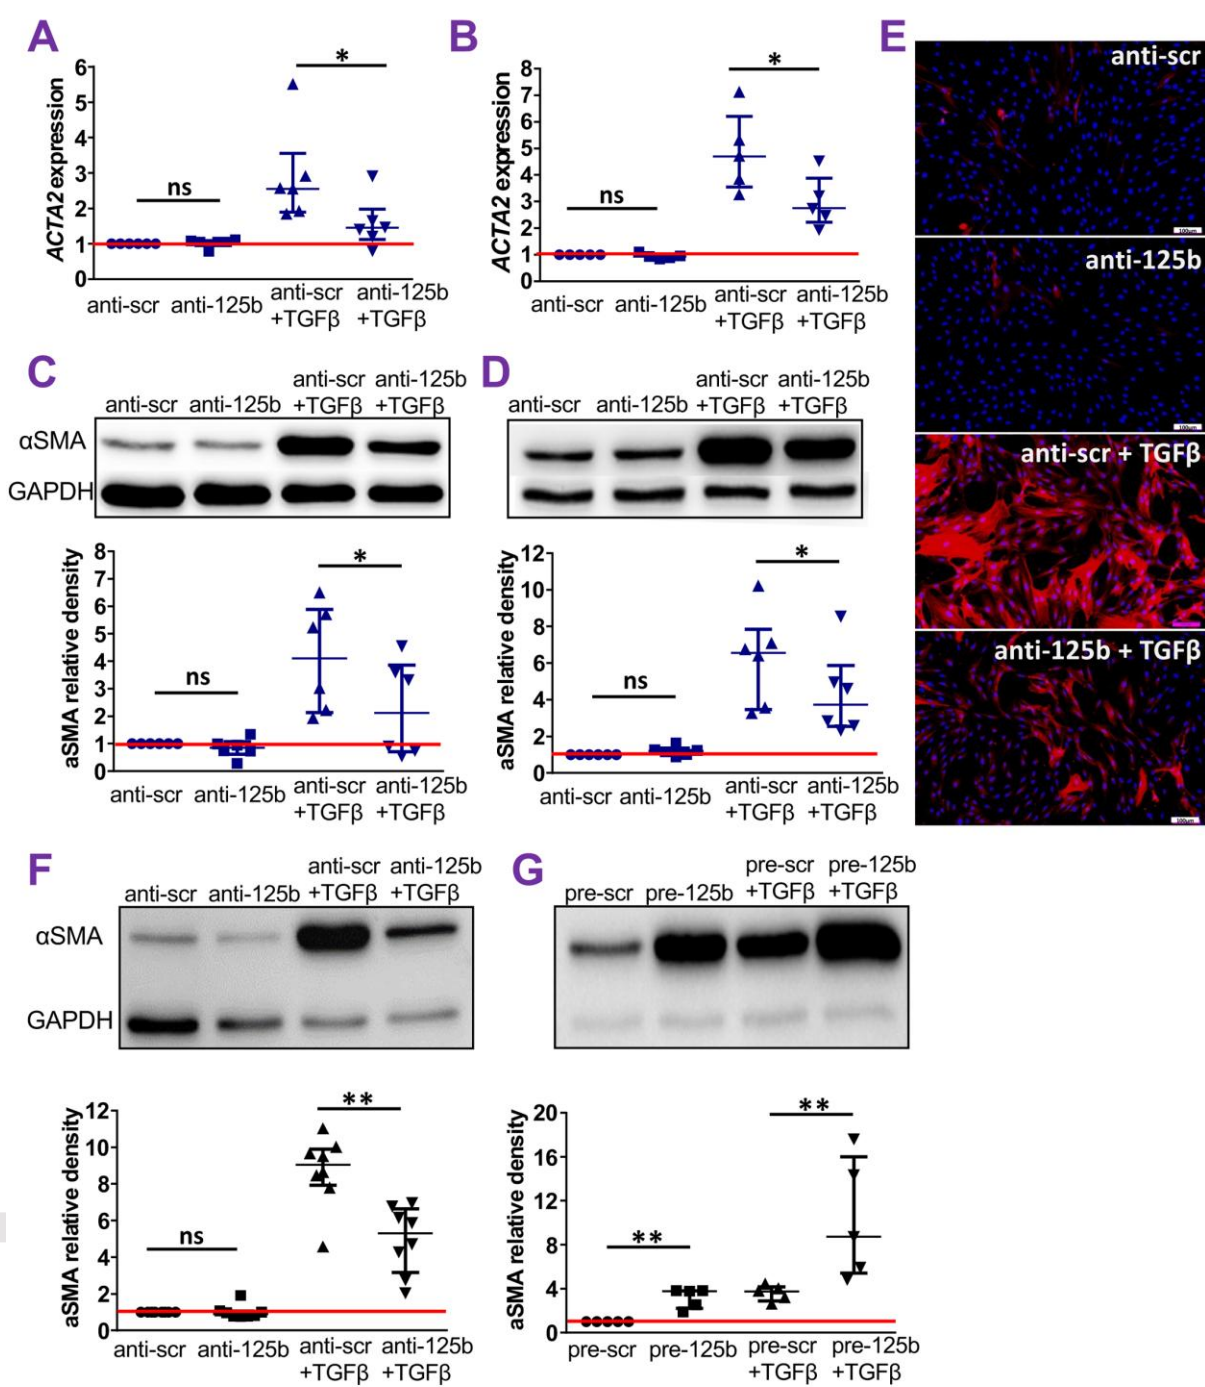 A
ACTA2 expression
6
5
4
3
2
1
0
ns
*
anti-scr
anti-125b
anti-scr
+TGFβ
anti-125b
+TGFβ
B
ACTA2 expression
8
7
6
5
4
3
2
1
0
ns
*
anti-scr
anti-125b
anti-scr
+TGFβ
anti-125b
+TGFβ
E
anti-scr
100μm
anti-125b
100μm
anti-scr + TGFβ
anti-125b + TGFβ
100μm
C
anti-scr
anti-125b
anti-scr
+TGFβ
anti-125b
+TGFβ
αSMA
GAPDH
aSMA relative density
8
7
6
5
4
3
2
1
0
ns
*
anti-scr
anti-125b
anti-scr
+TGFβ
anti-125b
+TGFβ
D
anti-scr
anti-125b
anti-scr
+TGFβ
anti-125b
+TGFβ
aSMA relative density
12
10
8
6
4
2
0
ns
*
anti-scr
anti-125b
anti-scr
+TGFβ
anti-125b
+TGFβ
F
anti-scr
anti-125b
anti-scr
+TGFβ
anti-125b
+TGFβ
αSMA
GAPDH
aSMA relative density
12
10
8
6
4
2
0
ns
**
anti-scr
anti-125b
anti-scr
+TGFβ
anti-125b
+TGFβ
G
pre-scr
pre-125b
pre-scr
+TGFβ
pre-125b
+TGFβ
aSMA relative density
20
16
12
8
4
0
**
**
pre-scr
pre-125b
pre-scr
+TGFβ
pre-125b
+TGFβ